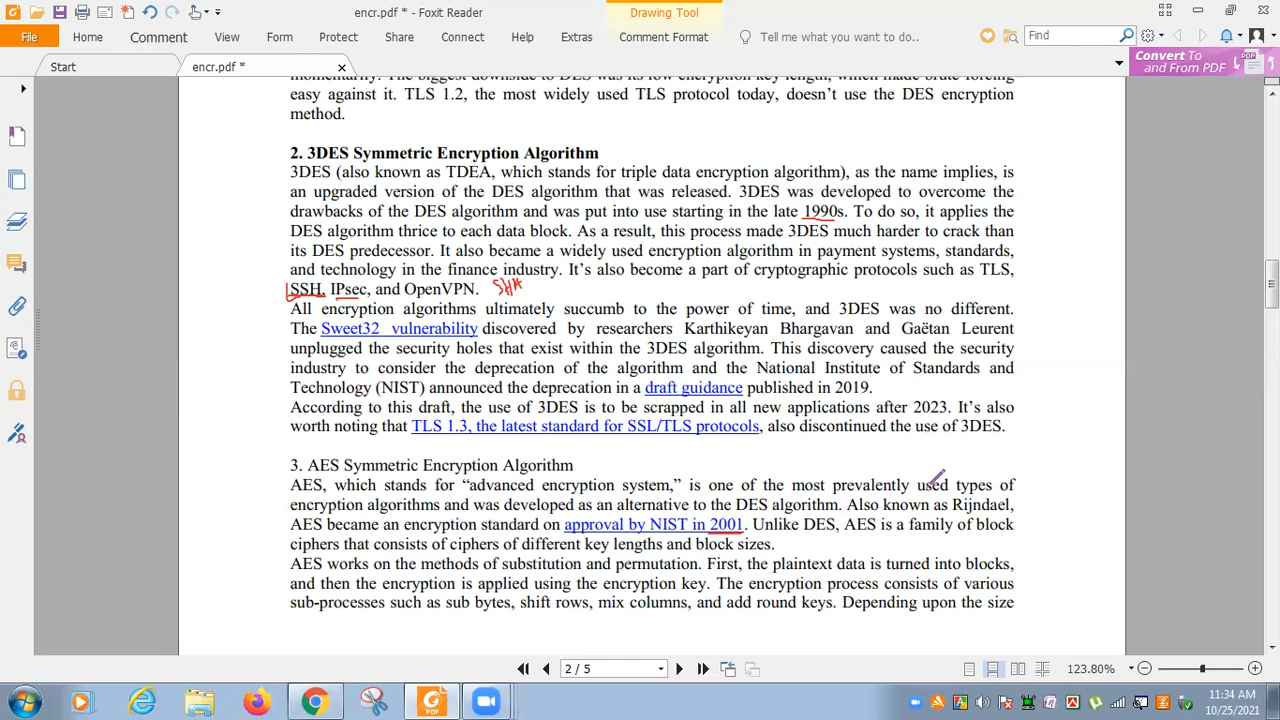 encr.pdf * - Foxit Reader
Drawing Tool
File
Home
Comment
View
Form
Protect
Connect
Help
Extras
Comment Format
Tell me what you want to do..
Find
Start
encr.pdf *
Convert To
and From PDF
momentarily. The biggest downside to DES was its low encryption key length, which made brute forcing
easy against it. TLS 1.2, the most widely used TLS protocol today, doesn’t use the DES encryption
method.
2. 3DES Symmetric Encryption Algorithm
3DES (also known as TDEA, which stands for triple data encryption algorithm), as the name implies, is
an upgraded version of the DES algorithm that was released. 3DES was developed to overcome the
drawbacks of the DES algorithm and was put into use starting in the late 1990s. To do so, it applies the
DES algorithm thrice to each data block. As a result, this process made 3DES much harder to crack than
its DES predecessor. It also became a widely used encryption algorithm in payment systems, standards,
and technology in the finance industry. It’s also become a part of cryptographic protocols such as TLS,
SSH, IPsec, and OpenVPN. SHA
All encryption algorithms ultimately succumb to the power of time, and 3DES was no different.
The Sweet32 vulnerability discovered by researchers Karthikeyan Bhargavan and Gaëtan Leurent
unplugged the security holes that exist within the 3DES algorithm. This discovery caused the security
industry to consider the deprecation of the algorithm and the National Institute of Standards and
Technology (NIST) announced the deprecation in a draft guidance published in 2019.
According to this draft, the use of 3DES is to be scrapped in all new applications after 2023. It’s also
worth noting that TLS 1.3, the latest standard for SSL/TLS protocols, also discontinued the use of 3DES.
3. AES Symmetric Encryption Algorithm
AES, which stands for “advanced encryption system,” is one of the most prevalently used types of
encryption algorithms and was developed as an alternative to the DES algorithm. Also known as Rijndael,
AES became an encryption standard on approval by NIST in 2001. Unlike DES, AES is a family of block
ciphers that consists of ciphers of different key lengths and block sizes.
AES works on the methods of substitution and permutation. First, the plaintext data is turned into blocks,
and then the encryption is applied using the encryption key. The encryption process consists of various
sub-processes such as sub bytes, shift rows, mix columns, and add round keys. Depending upon the size
2 / 5
123.80%
11:34 AM
10/25/2021